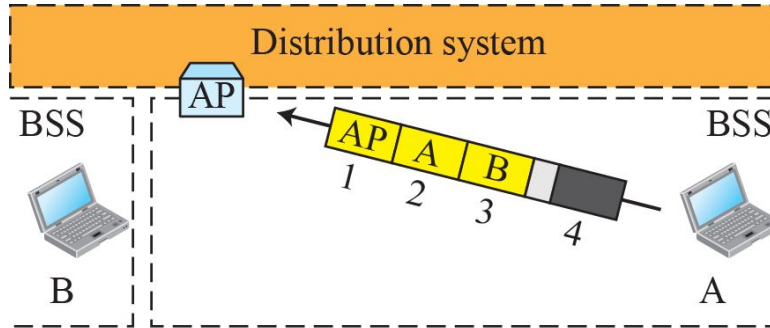 Distribution system
AP
BSS
BSS
AP A B
1 2 3 4
B
A